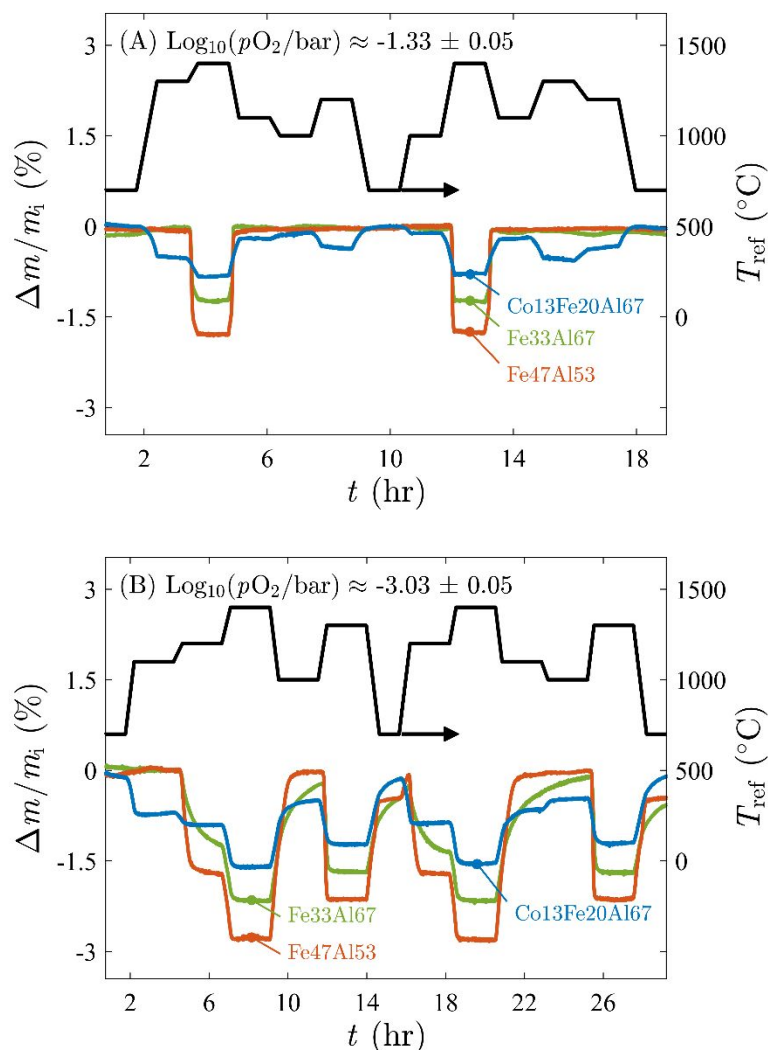 (A) Log₁₀(pO₂/bar) ≈ -1.33 ± 0.05
3
1.5
0
-1.5
-3
Δm/mᵢ (%)
1500
1000
500
0
T_ref (°C)
Co13Fe20Al67
Fe33Al67
Fe47Al53
2 6 10 14 18
t (hr)
(B) Log₁₀(pO₂/bar) ≈ -3.03 ± 0.05
3
1.5
0
-1.5
-3
Δm/mᵢ (%)
1500
1000
500
0
T_ref (°C)
Fe33Al67
Co13Fe20Al67
Fe47Al53
2 6 10 14 18 22 26
t (hr)